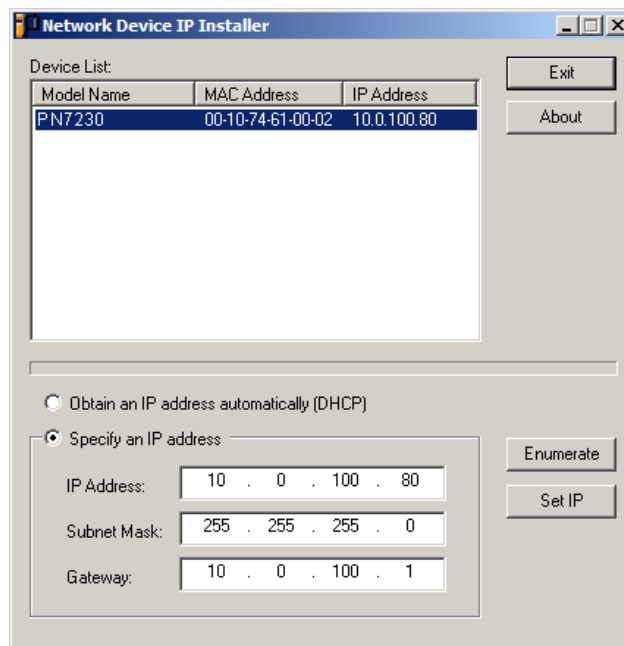 Network Device IP Installer
Device List:
Model Name MAC Address IP Address
PN7230 00-10-74-61-00-02 10.0.100.80
Exit
About
Obtain an IP address automatically (DHCP)
Specify an IP address
IP Address: 10 . 0 . 100 . 80
Subnet Mask: 255 . 255 . 255 . 0
Gateway: 10 . 0 . 100 . 1
Enumerate
Set IP